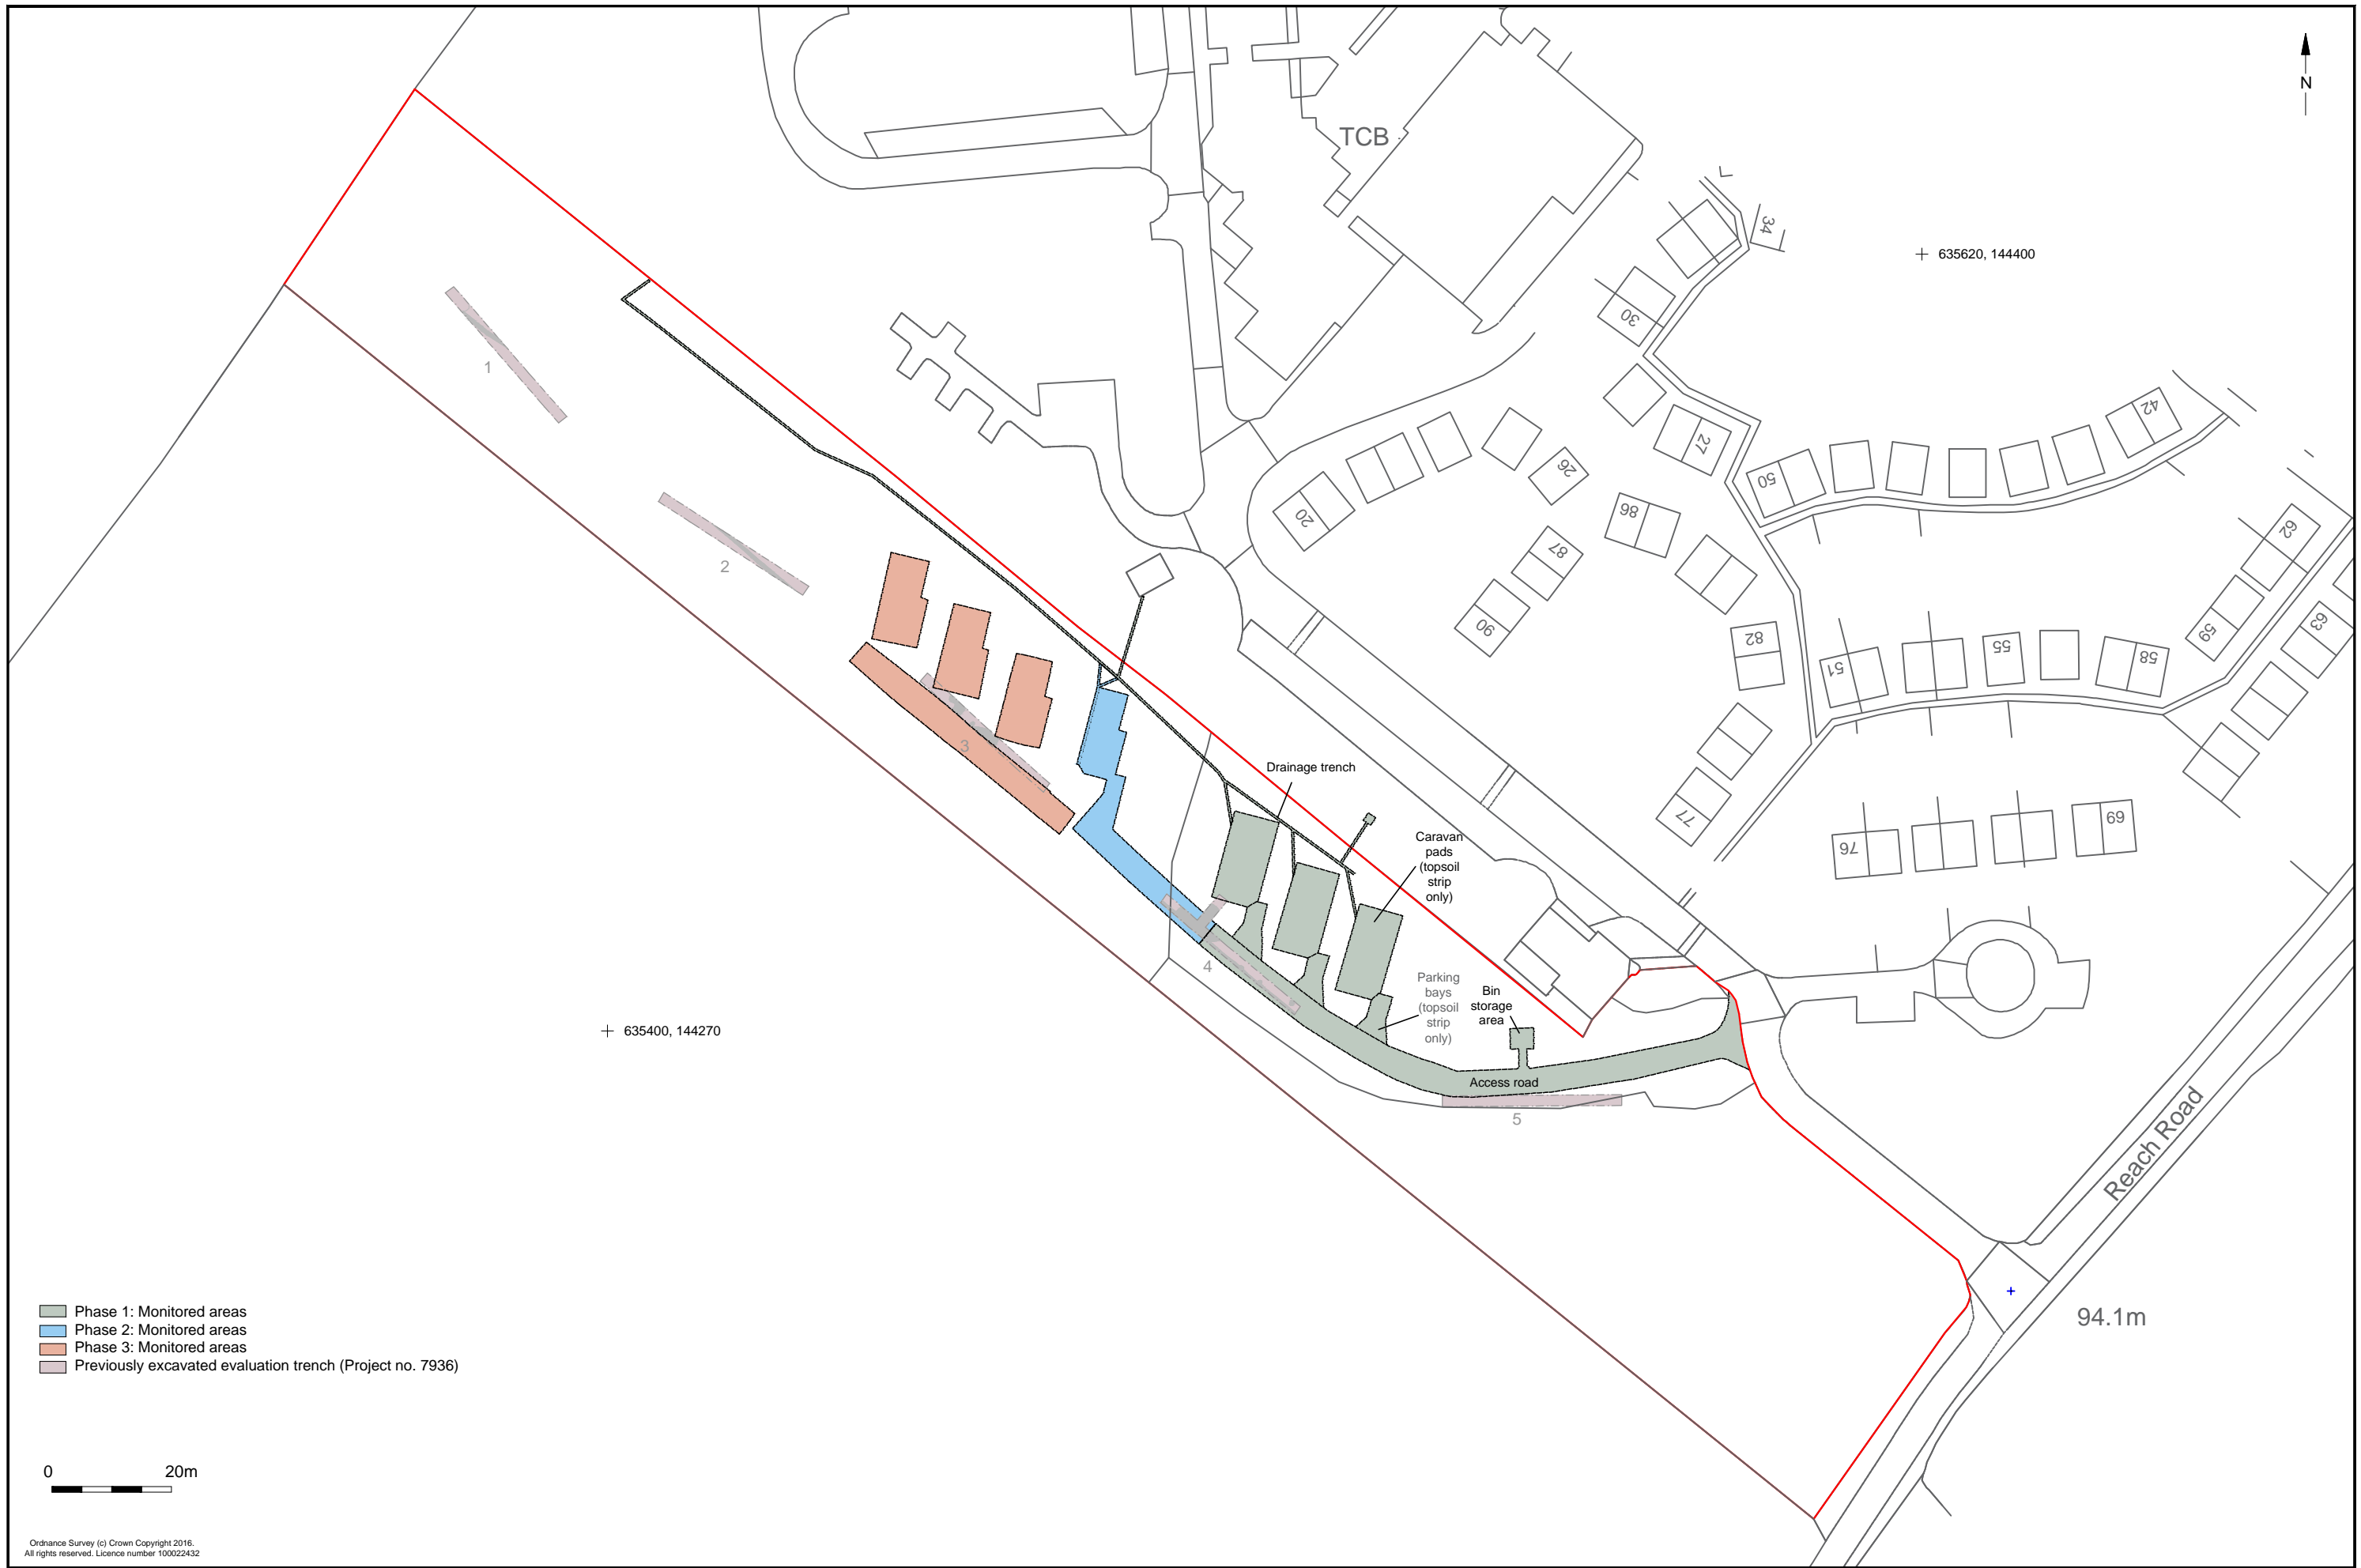 N
TCB
34
635620, 144400
30
1
27
42
50
20
26
86
62
87
2
90
82
59
63
51
55
58
3
Drainage trench
77
76
69
Caravan
pads
(topsoil
strip
only)
4
Parking
bays
(topsoil
strip
only)
Bin
storage
area
635400, 144270
Access road
5
Reach Road
94.1m
Phase 1: Monitored areas
Phase 2: Monitored areas
Phase 3: Monitored areas
Previously excavated evaluation trench (Project no. 7936)
0 20m
Ordnance Survey (c) Crown Copyright 2016.
All rights reserved. Licence number 100022432